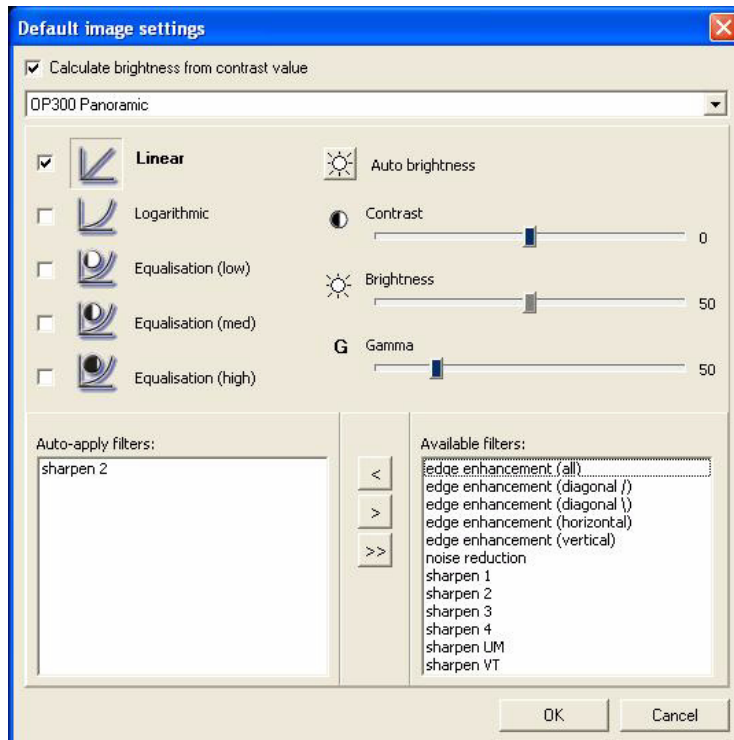 Default image settings
Calculate brightness from contrast value
OP300 Panoramic
Linear
Logarithmic
Equalisation (low)
Equalisation (med)
Equalisation (high)
Auto brightness
Contrast
0
Brightness
50
G Gamma
50
Auto-apply filters:
sharpen 2
<
>
>>
Available filters:
edge enhancement (all)
edge enhancement (diagonal /)
edge enhancement (diagonal \)
edge enhancement (horizontal)
edge enhancement (vertical)
noise reduction
sharpen 1
sharpen 2
sharpen 3
sharpen 4
sharpen UM
sharpen VT
OK Cancel